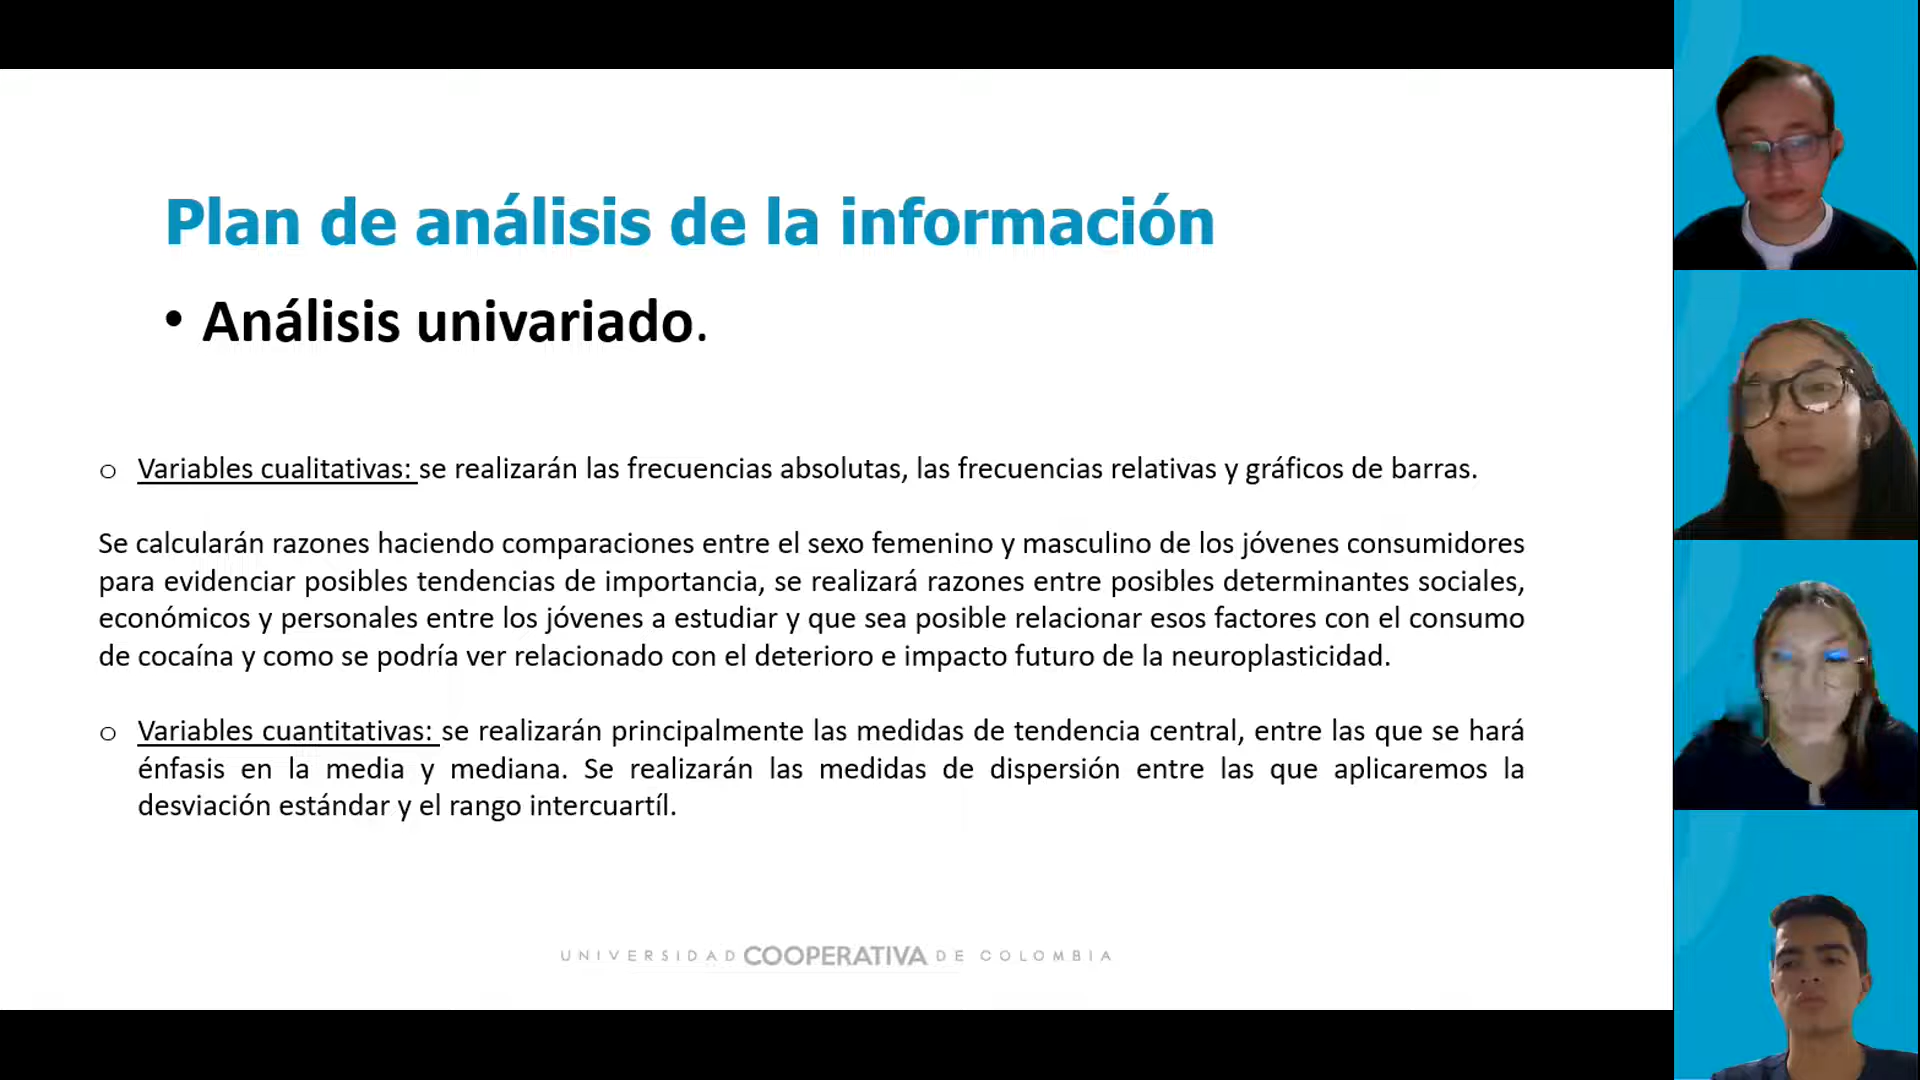 Plan de análisis de la información
• Análisis univariado.
o Variables cualitativas: se realizarán las frecuencias absolutas, las frecuencias relativas y gráficos de barras.
Se calcularán razones haciendo comparaciones entre el sexo femenino y masculino de los jóvenes consumidores
para evidenciar posibles tendencias de importancia, se realizará razones entre posibles determinantes sociales,
económicos y personales entre los jóvenes a estudiar y que sea posible relacionar esos factores con el consumo
de cocaína y como se podría ver relacionado con el deterioro e impacto futuro de la neuroplasticidad.
o Variables cuantitativas: se realizarán principalmente las medidas de tendencia central, entre las que se hará
énfasis en la media y mediana. Se realizarán las medidas de dispersión entre las que aplicaremos la
desviación estándar y el rango intercuartíl.
UNIVERSIDAD COOPERATIVA DE COLOMBIA